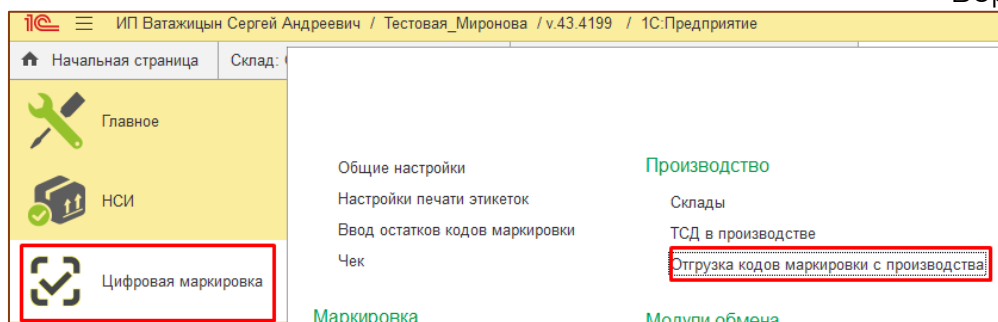 1С ИП Ватажицын Сергей Андреевич / Тестовая_Миронова / v.43.4199 / 1С:Предприятие
Начальная страница Склад:
Главное
НСИ
Цифровая маркировка
Общие настройки
Настройки печати этикеток
Ввод остатков кодов маркировки
Чек
Маркировка
Производство
Склады
ТСД в производстве
Отгрузка кодов маркировки с производства
Модули обмена